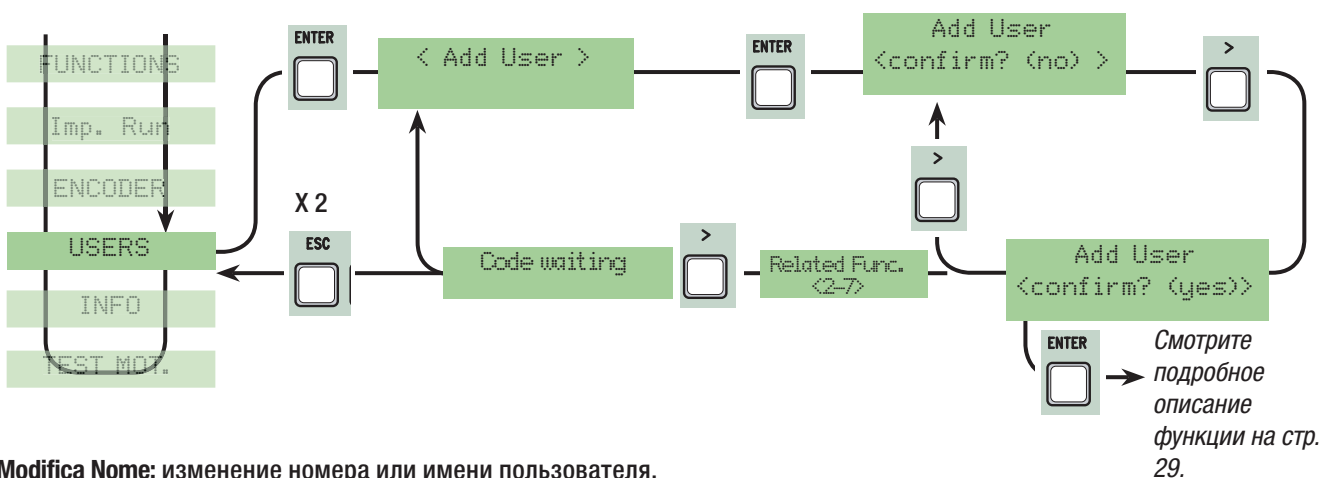 FUNCTIONS
Imp. Run
ENCODER
USERS
INFO
TEST MOT.
ENTER
< Add User >
ENTER
Add User
<confirm? (no) >
>
X 2
ESC
Code waiting
>
Related Func.
<2-7>
>
Add User
<confirm? (yes)>
ENTER
Смотрите
подробное
описание
функции на стр.
29.
Modifica Nome: изменение номера или имени пользователя.